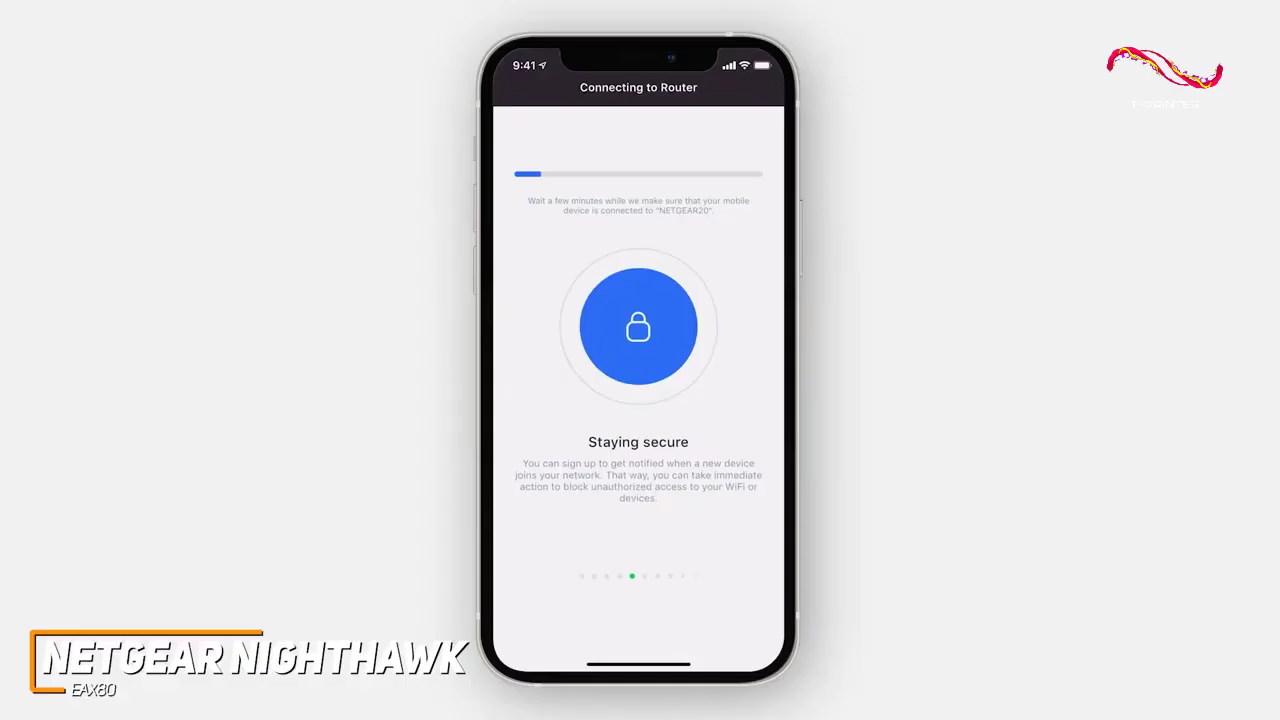 9:41
Connecting to Router
Wait a few minutes while we make sure that your mobile
device is connected to "NETGEAR20".
Staying secure
You can sign up to get notified when a new device
joins your network. That way, you can take immediate
action to block unauthorized access to your WiFi or
devices.
NETGEAR NIGHTHAWK
EAX80